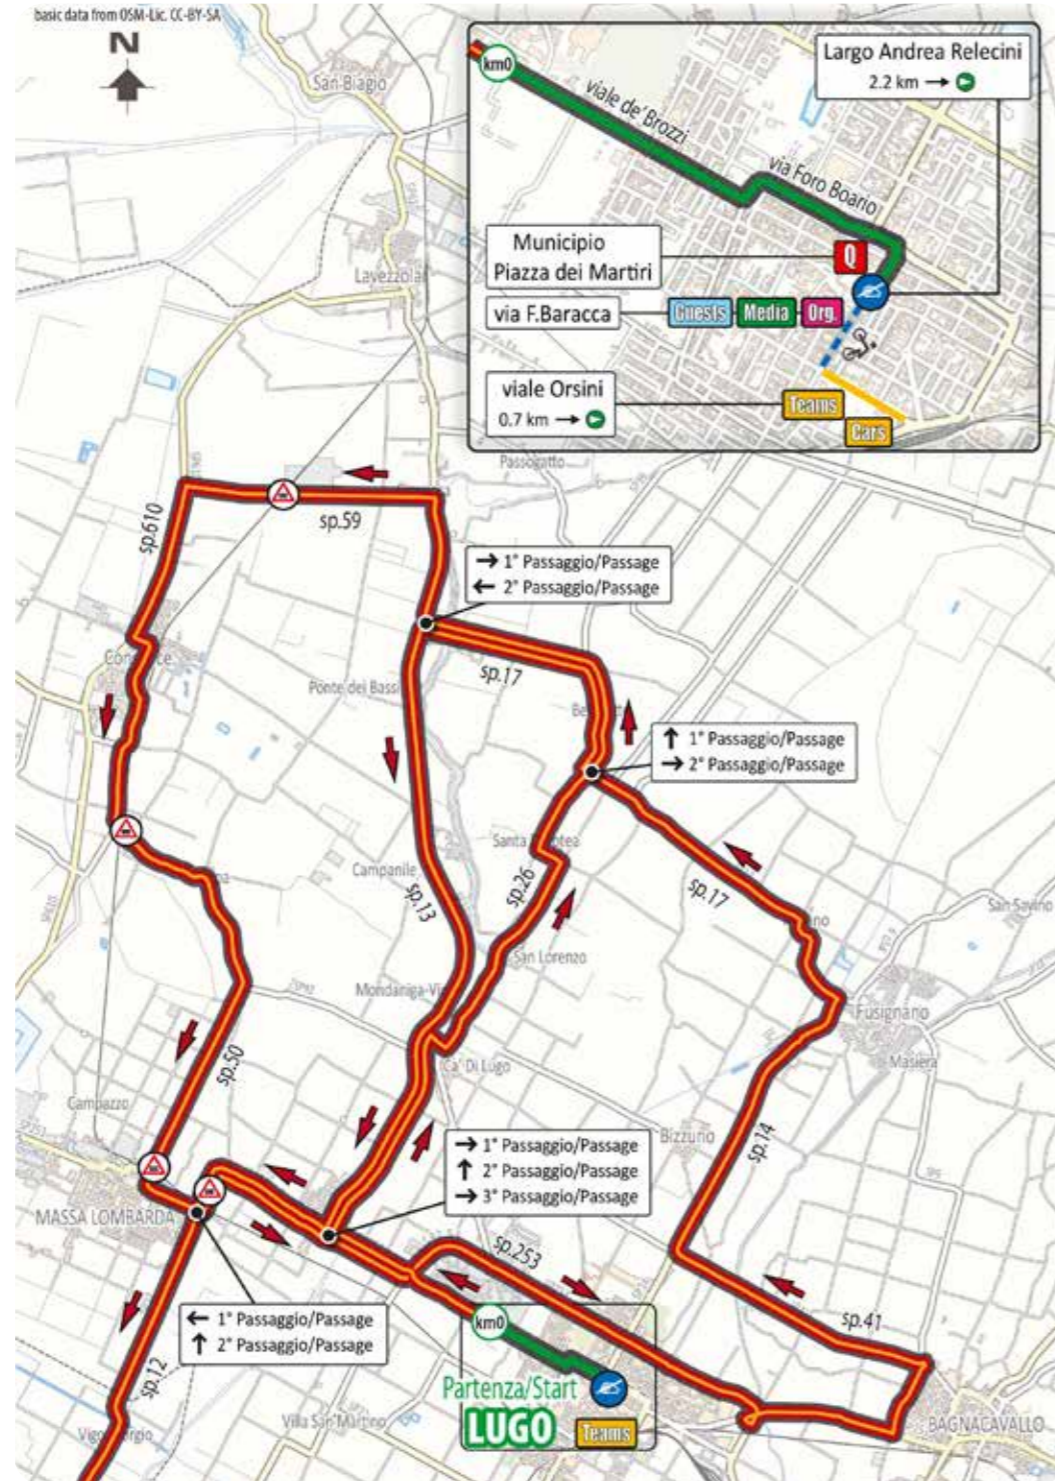 basic data from OSM-Lic. CC-BY-SA
N
San Biagio
km0
viale de' Brozzi
via Foro Boario
Largo Andrea Relecini
2.2 km →
Municipio
Piazza dei Martiri
Q
via F.Baracca
Guests
Media
Org.
viale Orsini
0.7 km →
Teams
Cars
Lavezzola
Passogatto
sp.59
sp.610
→ 1° Passaggio/Passage
← 2° Passaggio/Passage
sp.17
Ponte dei Bassi
↑ 1° Passaggio/Passage
→ 2° Passaggio/Passage
Campanile
sp.13
sp.26
sp.17
San Savino
San Lorenzo
Fusignano
Masiera
sp.50
Ca' Di Lugo
Campazzo
Bizzuno
sp.14
→ 1° Passaggio/Passage
↑ 2° Passaggio/Passage
→ 3° Passaggio/Passage
MASSA LOMBARDA
sp.253
← 1° Passaggio/Passage
↑ 2° Passaggio/Passage
km0
sp.41
sp.12
Partenza/Start
LUGO
Teams
Villa San Martino
BAGNACAVALLO